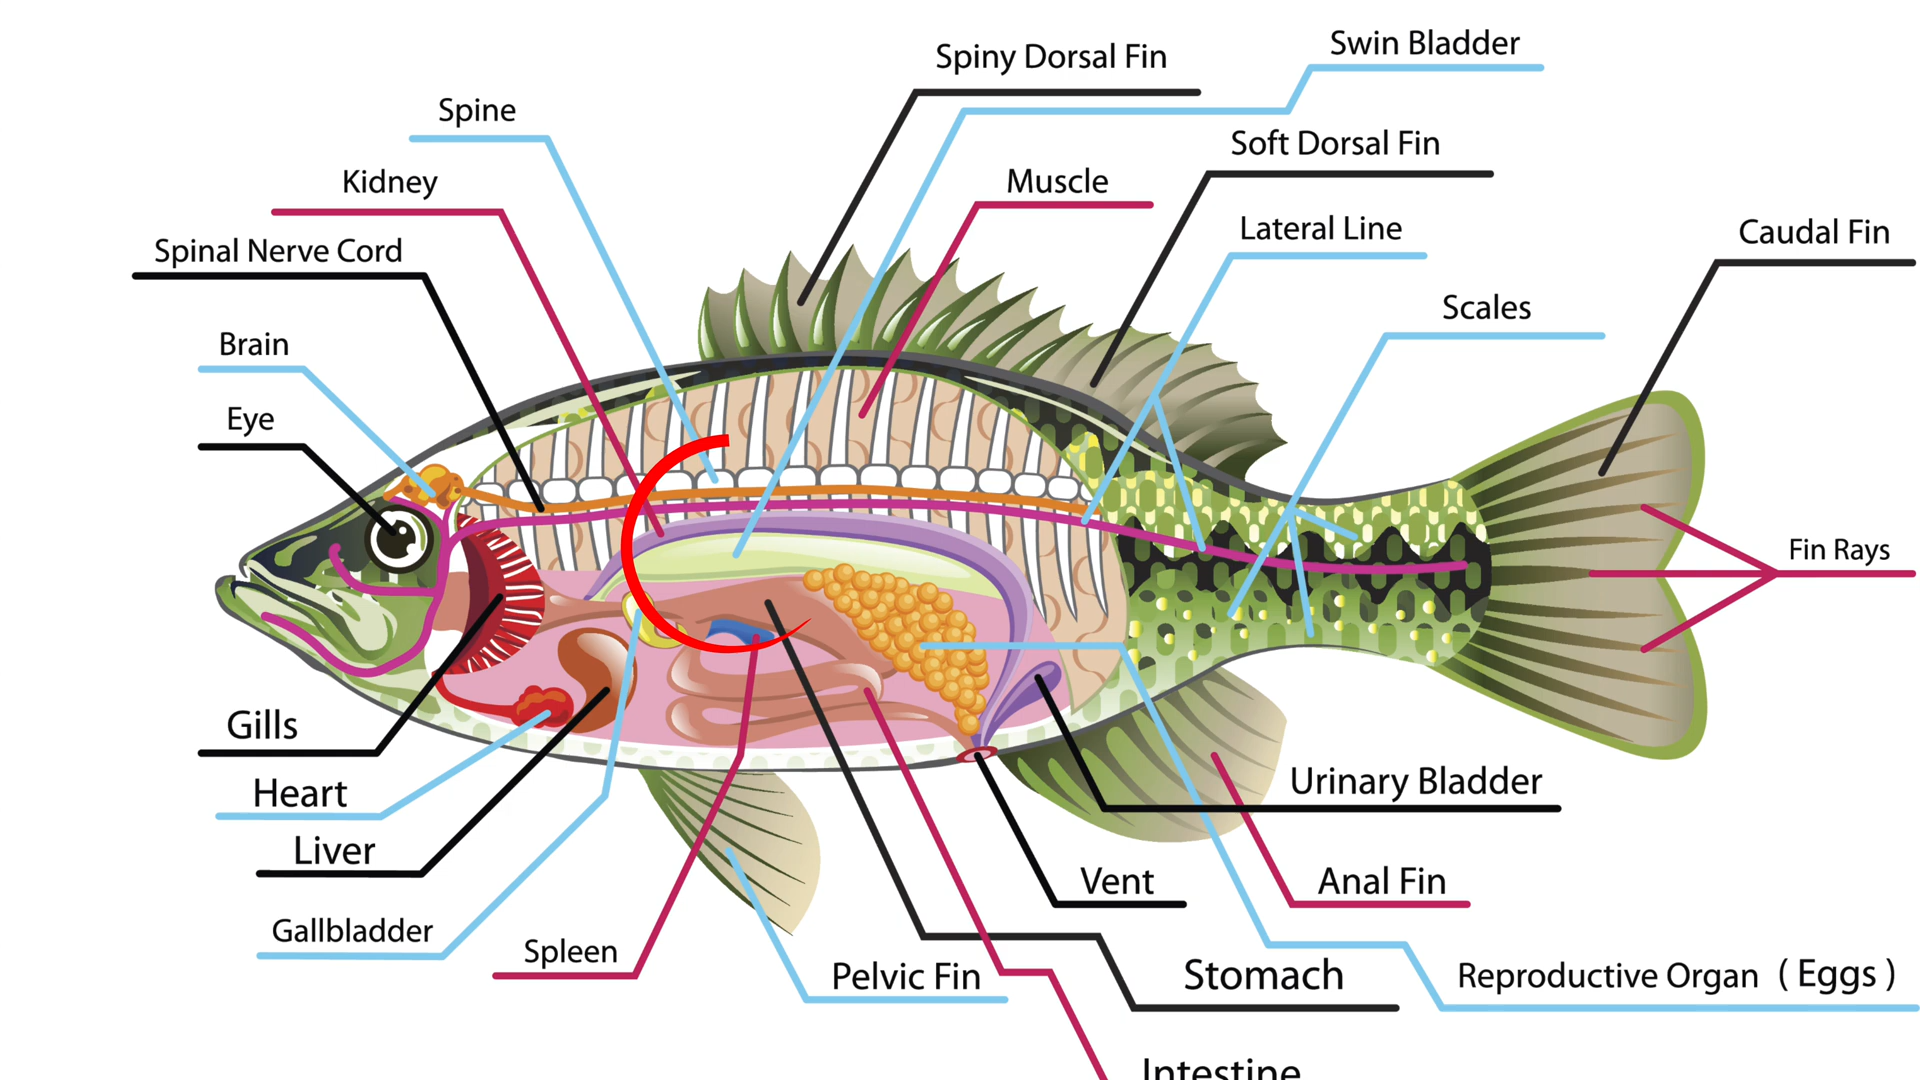 Swin Bladder
Spiny Dorsal Fin
Spine
Soft Dorsal Fin
Kidney
Muscle
Lateral Line
Caudal Fin
Spinal Nerve Cord
Scales
Brain
Eye
Fin Rays
Gills
Urinary Bladder
Heart
Liver
Vent
Anal Fin
Gallbladder
Spleen
Pelvic Fin
Stomach
Reproductive Organ ( Eggs )
Intestine